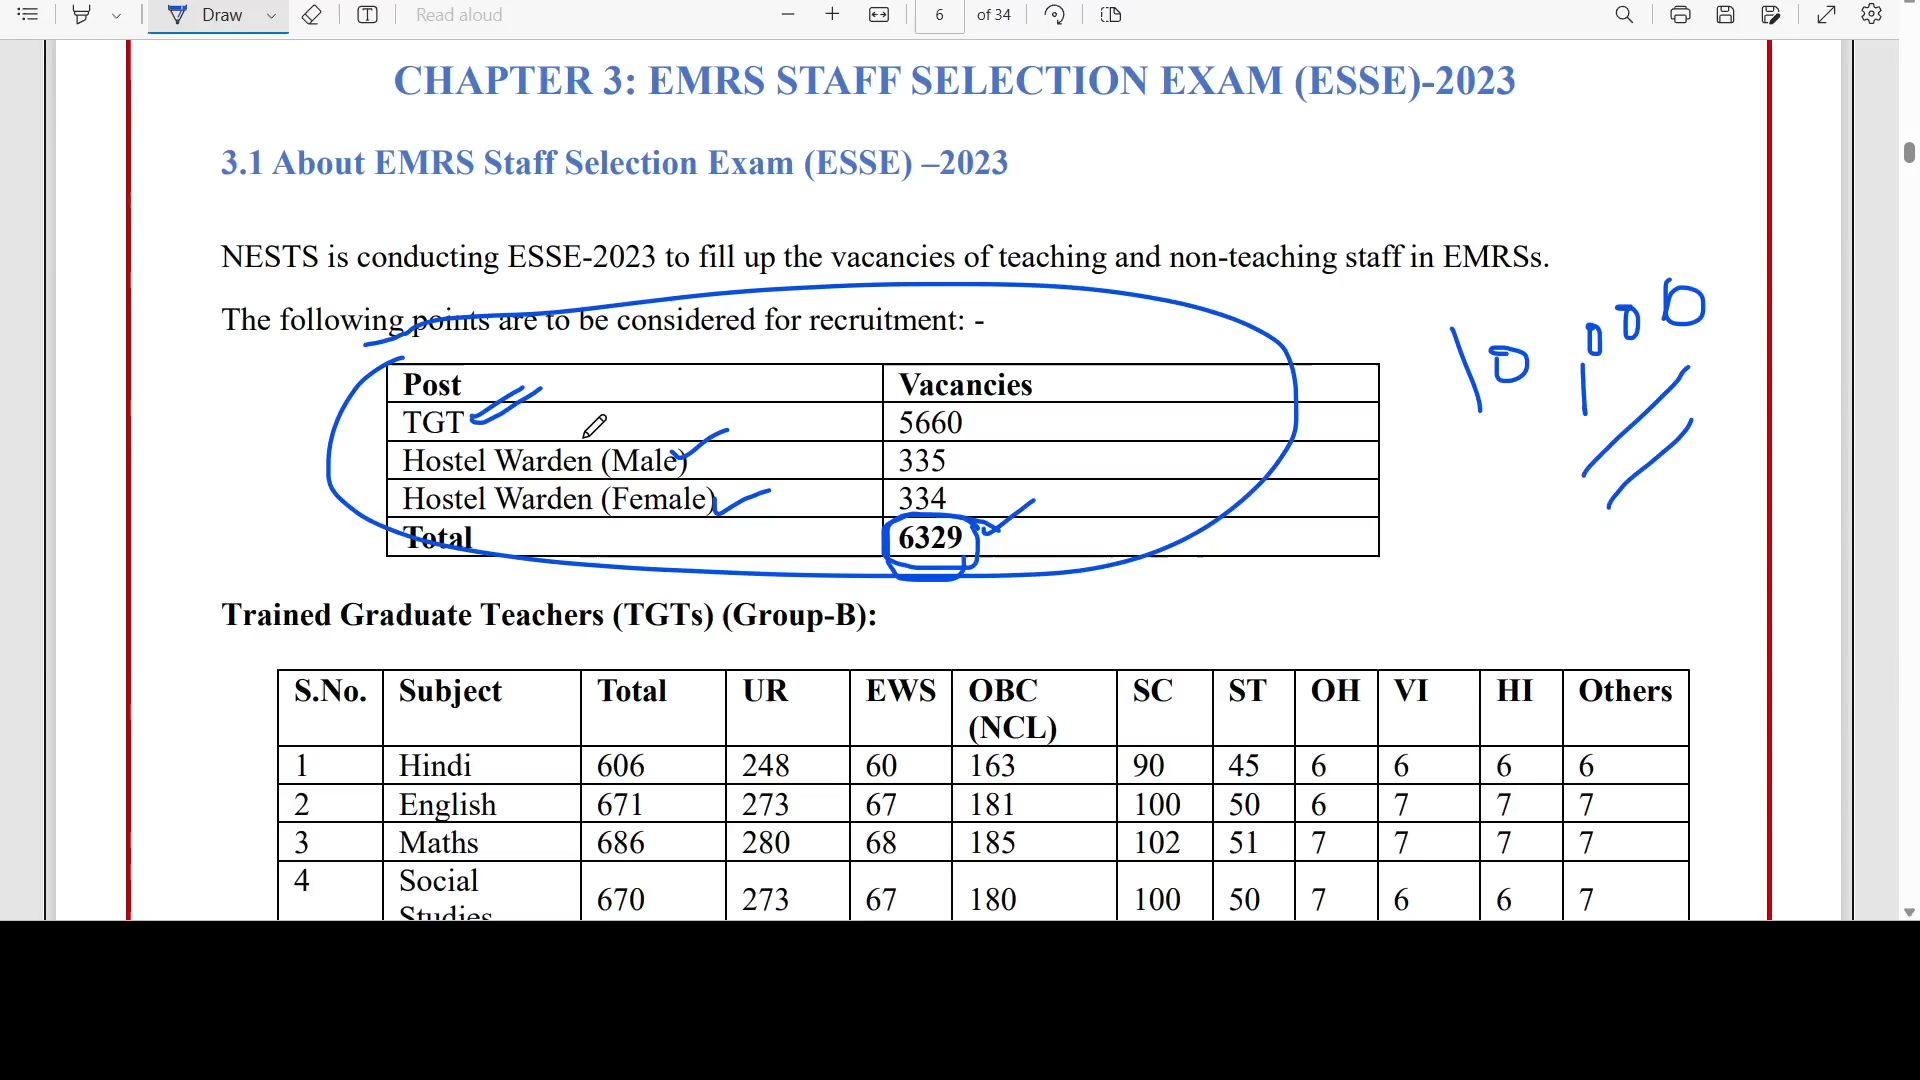 Draw
Read aloud
6 of 34
CHAPTER 3: EMRS STAFF SELECTION EXAM (ESSE)-2023
3.1 About EMRS Staff Selection Exam (ESSE) –2023
NESTS is conducting ESSE-2023 to fill up the vacancies of teaching and non-teaching staff in EMRSs.
The following points are to be considered for recruitment: -
Post Vacancies
TGT 5660
Hostel Warden (Male) 335
Hostel Warden (Female) 334
Total 6329
Trained Graduate Teachers (TGTs) (Group-B):
S.No. Subject Total UR EWS OBC (NCL) SC ST OH VI HI Others
1 Hindi 606 248 60 163 90 45 6 6 6 6
2 English 671 273 67 181 100 50 6 7 7 7
3 Maths 686 280 68 185 102 51 7 7 7 7
4 Social Studies 670 273 67 180 100 50 7 6 6 7